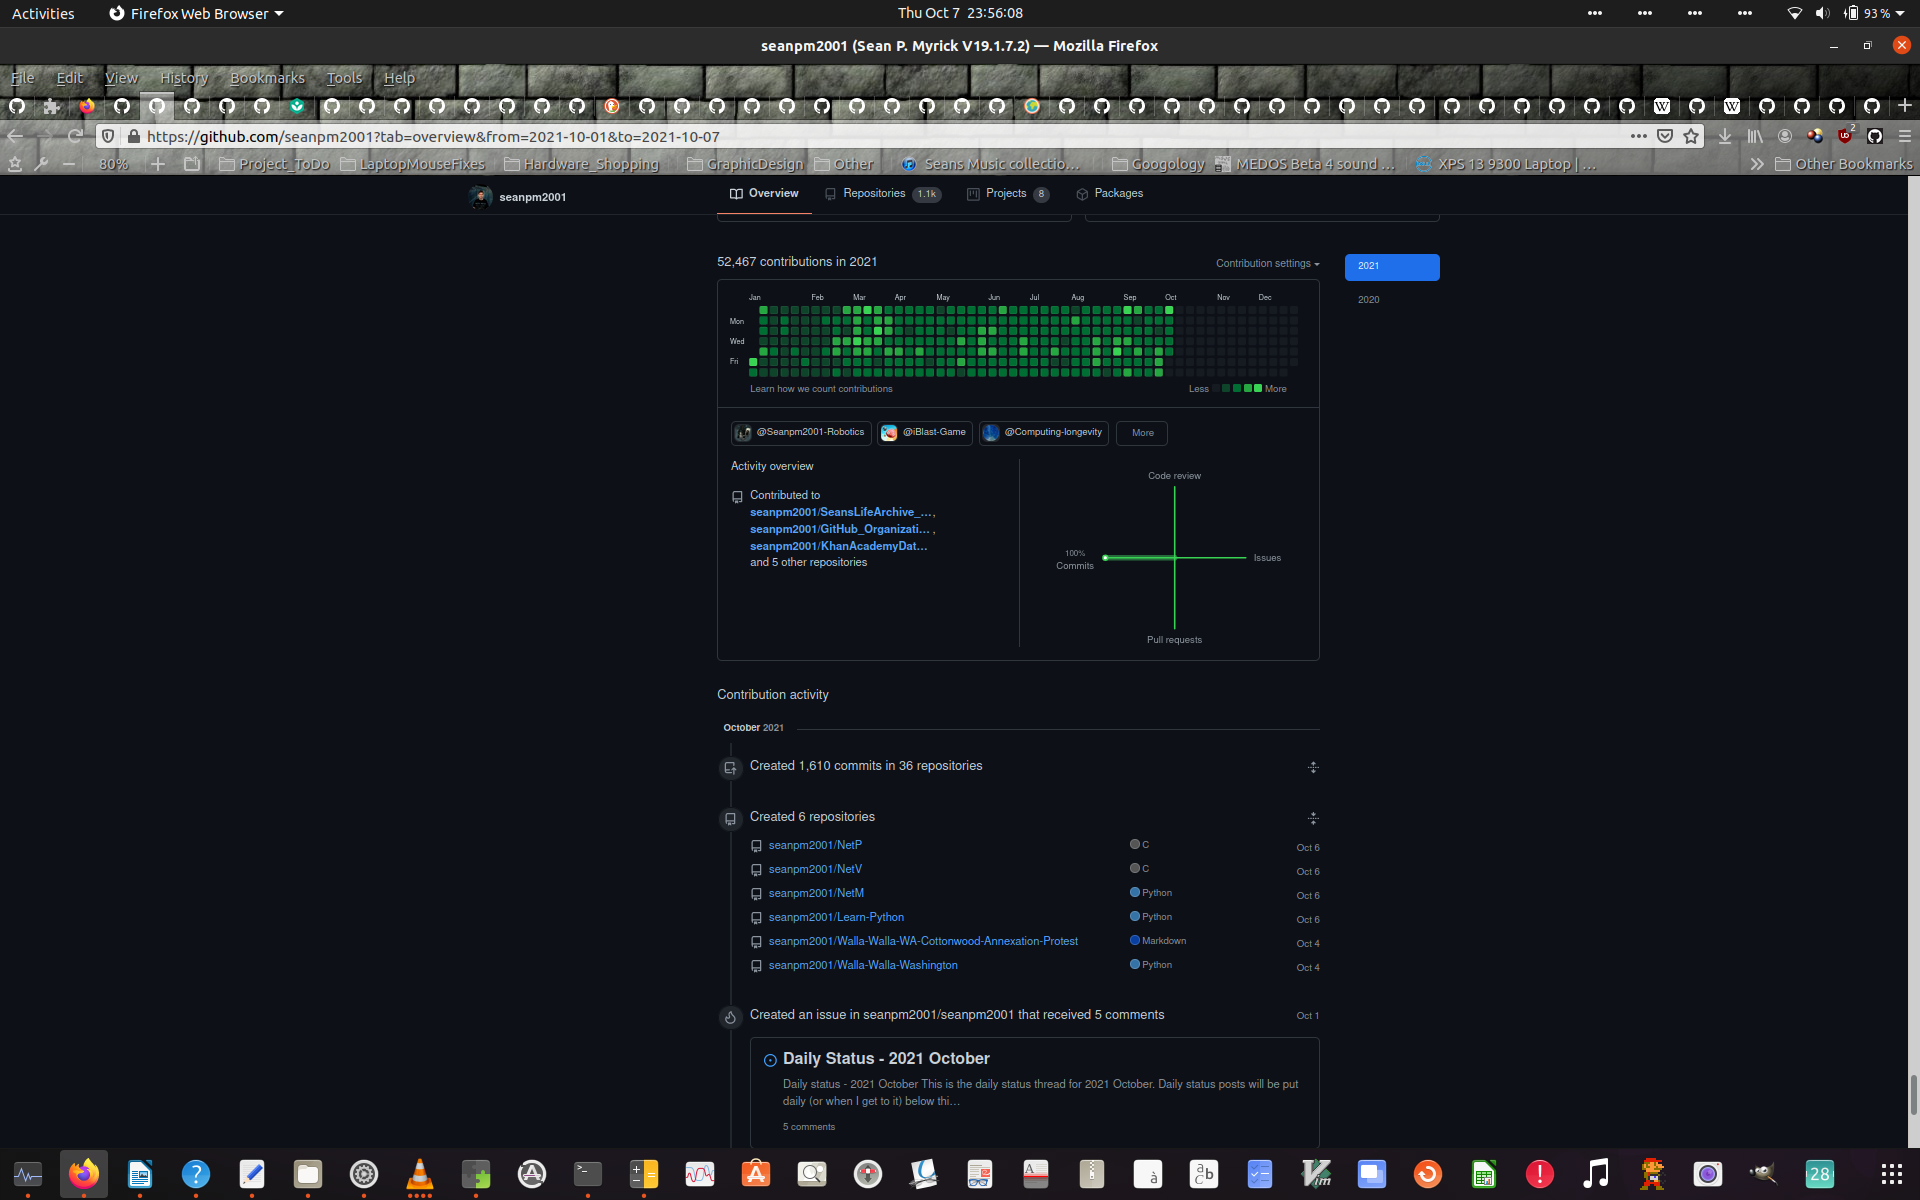 Activities
Firefox Web Browser
Thu Oct 7 23:56:08
93 %
seanpm2001 (Sean P. Myrick V19.1.7.2) — Mozilla Firefox
File Edit View History Bookmarks Tools Help
https://github.com/seanpm2001?tab=overview&from=2021-10-01&to=2021-10-07
2
80%
Project_ToDo
LaptopMouseFixes
Hardware_Shopping
GraphicDesign
Other
Seans Music collectio…
Googology
MEDOS Beta 4 sound …
XPS 13 9300 Laptop | …
Other Bookmarks
seanpm2001
Overview
Repositories 1.1k
Projects 8
Packages
52,467 contributions in 2021
Contribution settings
2021
2020
Jan Feb Mar Apr May Jun Jul Aug Sep Oct Nov Dec
Mon
Wed
Fri
Learn how we count contributions
Less More
@Seanpm2001-Robotics
@iBlast-Game
@Computing-longevity
More
Activity overview
Contributed to
seanpm2001/SeansLifeArchive_…,
seanpm2001/GitHub_Organizati… ,
seanpm2001/KhanAcademyDat…
and 5 other repositories
Code review
100%
Commits
Issues
Pull requests
Contribution activity
October 2021
Created 1,610 commits in 36 repositories
Created 6 repositories
seanpm2001/NetP C Oct 6
seanpm2001/NetV C Oct 6
seanpm2001/NetM Python Oct 6
seanpm2001/Learn-Python Python Oct 6
seanpm2001/Walla-Walla-WA-Cottonwood-Annexation-Protest Markdown Oct 4
seanpm2001/Walla-Walla-Washington Python Oct 4
Created an issue in seanpm2001/seanpm2001 that received 5 comments Oct 1
Daily Status - 2021 October
Daily status - 2021 October This is the daily status thread for 2021 October. Daily status posts will be put
daily (or when I get to it) below thi…
5 comments
28